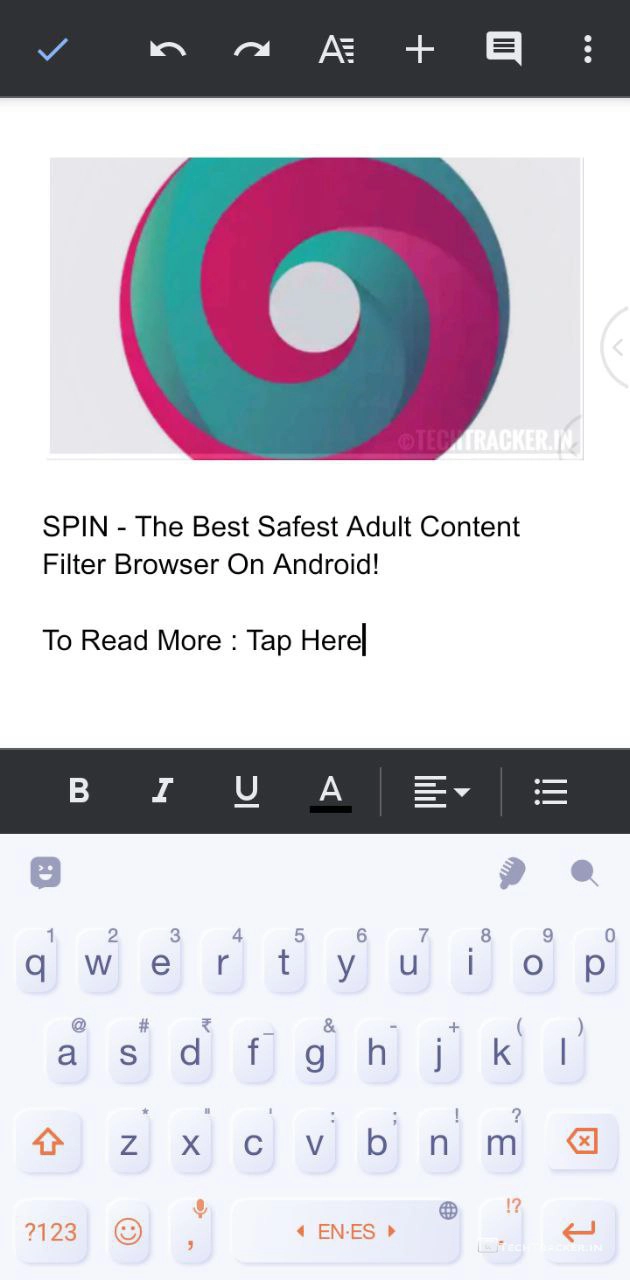 ©TECHTRACKER.IN
SPIN - The Best Safest Adult Content
Filter Browser On Android!
To Read More : Tap Here
B I U A
1 2 3 4 5 6 7 8 9 0
q w e r t y u i o p
@ # ₹ _ & - + ( )
a s d f g h j k l
* " ' : ; ! ?
z x c v b n m
!?
?123 , EN·ES .
TECHTRACKER.IN